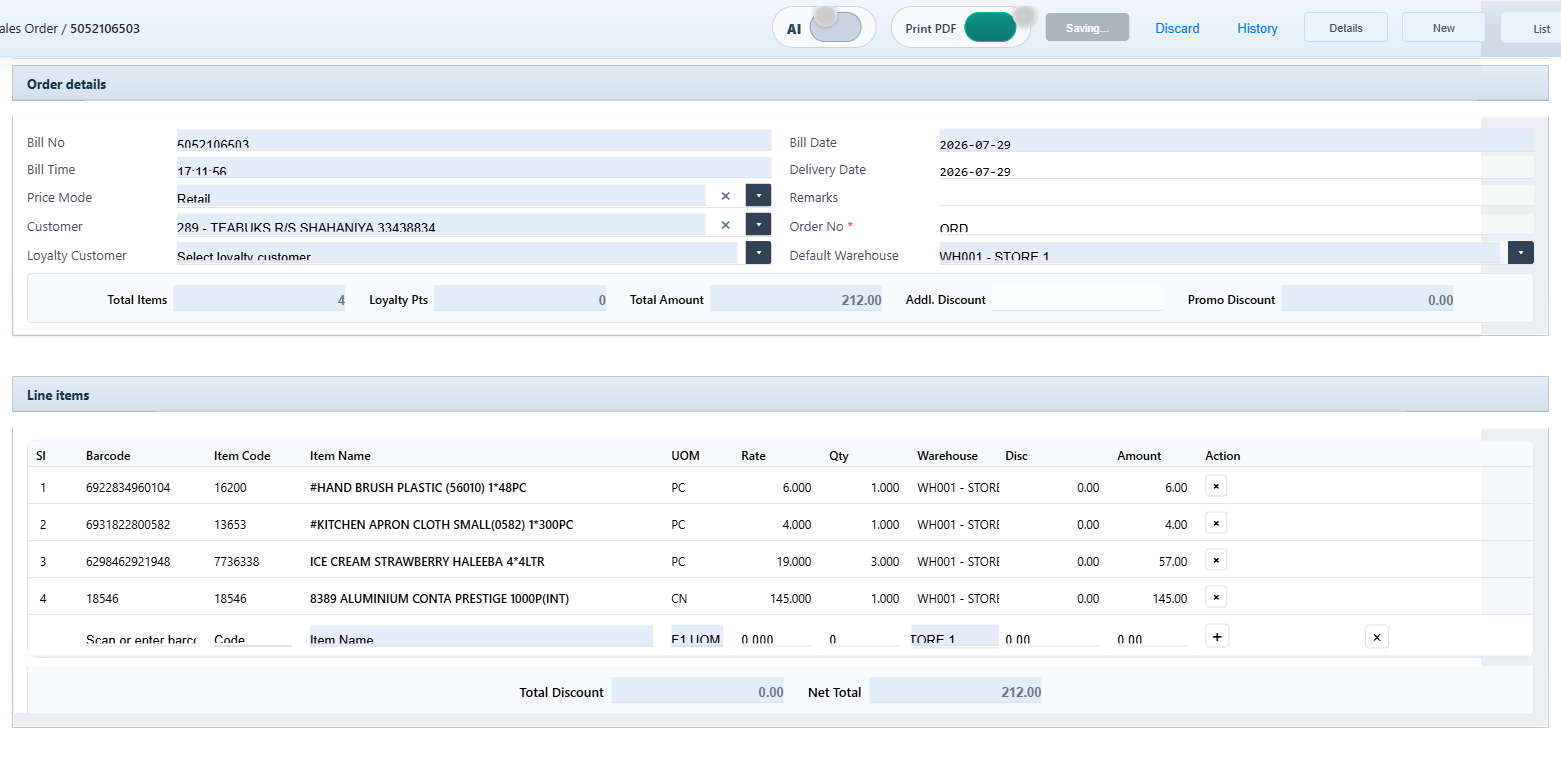 ales Order / 5052106503 AI Print PDF Saving... Discard History Details New List
Order details
Bill No 5052106503 Bill Date 2026-07-29
Bill Time 17:11:56 Delivery Date 2026-07-29
Price Mode Retail Remarks
Customer 289 - TEABUKS R/S SHAHANIYA 33438834 Order No * ORD
Loyalty Customer Select loyalty customer Default Warehouse WH001 - STORE 1
Total Items 4 Loyalty Pts 0 Total Amount 212.00 Addl. Discount Promo Discount 0.00
Line items
Sl Barcode Item Code Item Name UOM Rate Qty Warehouse Disc Amount Action
1 6922834960104 16200 #HAND BRUSH PLASTIC (56010) 1*48PC PC 6.000 1.000 WH001 - STORE 0.00 6.00 ×
2 6931822800582 13653 #KITCHEN APRON CLOTH SMALL(0582) 1*300PC PC 4.000 1.000 WH001 - STORE 0.00 4.00 ×
3 6298462921948 7736338 ICE CREAM STRAWBERRY HALEEBA 4*4LTR PC 19.000 3.000 WH001 - STORE 0.00 57.00 ×
4 18546 18546 8389 ALUMINIUM CONTA PRESTIGE 1000P(INT) CN 145.000 1.000 WH001 - STORE 0.00 145.00 ×
Scan or enter barco Code Item Name UOM 0.000 0 TORE 1 0.00 0.00 + ×
Total Discount 0.00 Net Total 212.00